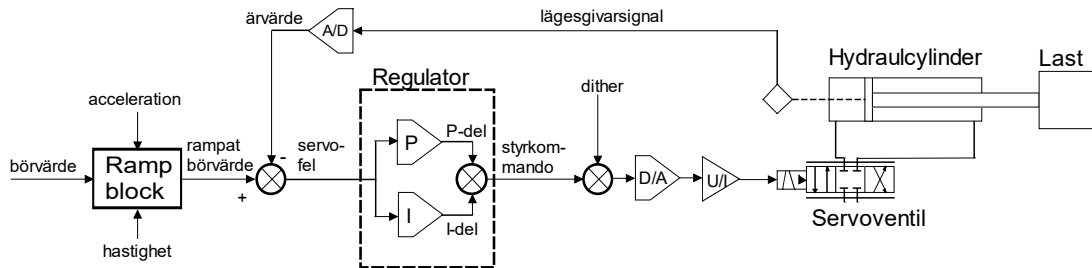 lägesgivarsignal
ärvärde
A/D
Hydraulcylinder
Last
Regulator
acceleration
dither
P
P-del
börvärde
Ramp
block
rampat
börvärde
-
+
servo-
fel
styrkom-
mando
D/A
U/I
I
I-del
Servoventil
hastighet